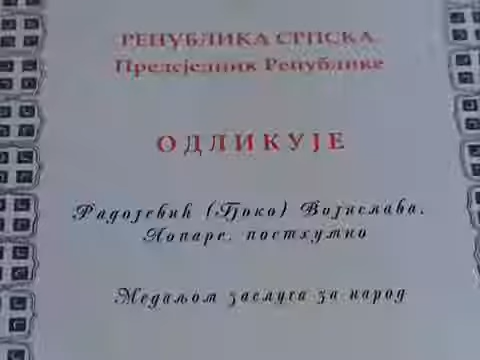 РЕПУБЛИКА СРПСКА
Предсједник Републике
ОДЛИКУЈЕ
Радојевић (Ђоко) Војислава,
Лопаре, постхумно
Медаљом заслуга за народ